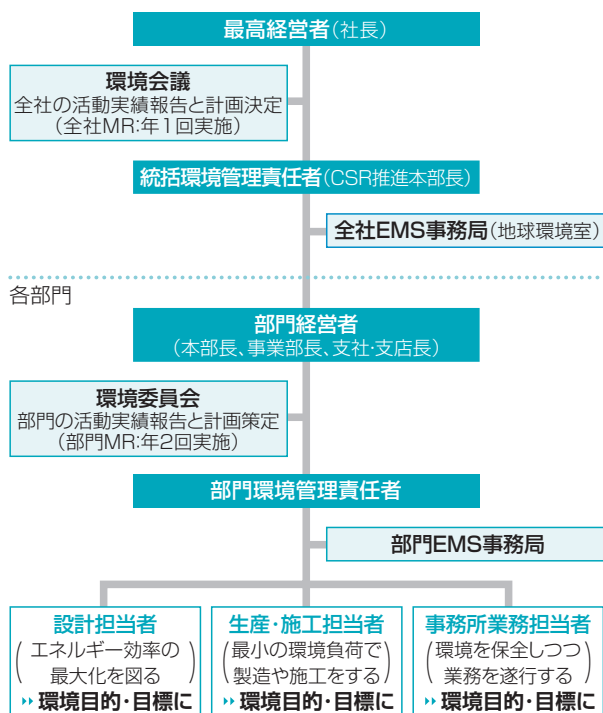 最高経営者(社長)
環境会議
全社の活動実績報告と計画決定
(全社MR:年1回実施)
統括環境管理責任者(CSR推進本部長)
全社EMS事務局(地球環境室)
各部門
部門経営者
(本部長、事業部長、支社・支店長)
環境委員会
部門の活動実績報告と計画策定
(部門MR:年2回実施)
部門環境管理責任者
部門EMS事務局
設計担当者
(エネルギー効率の
最大化を図る)
›› 環境目的・目標に
生産・施工担当者
(最小の環境負荷で
製造や施工をする)
›› 環境目的・目標に
事務所業務担当者
(環境を保全しつつ
業務を遂行する)
›› 環境目的・目標に